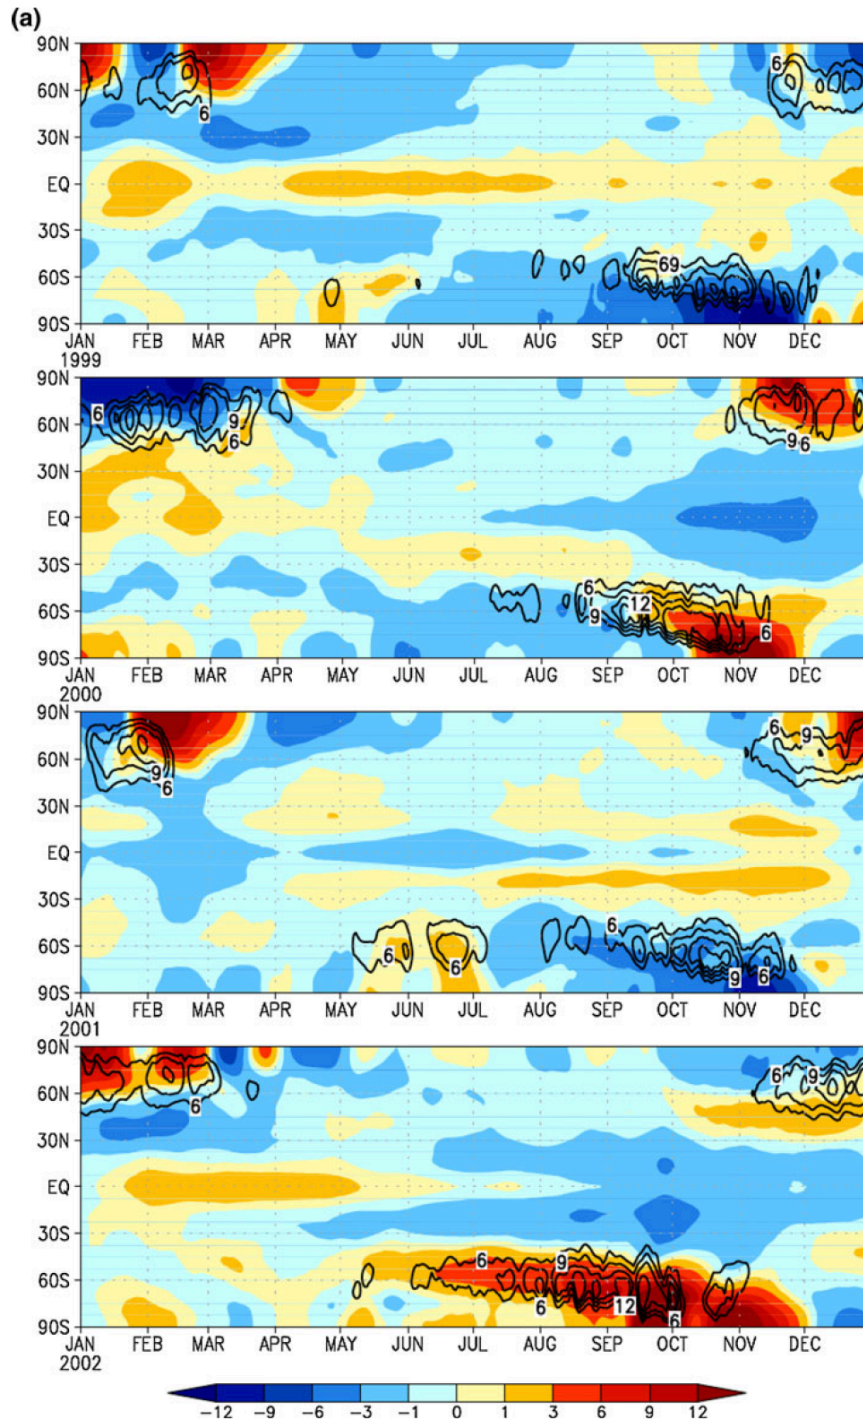 (a)
90N
60N
30N
EQ
30S
60S
90S
6
6
6
69
JAN FEB MAR APR MAY JUN JUL AUG SEP OCT NOV DEC
1999
90N
60N
30N
EQ
30S
60S
90S
6
9
6
96
6
9
12
6
JAN FEB MAR APR MAY JUN JUL AUG SEP OCT NOV DEC
2000
90N
60N
30N
EQ
30S
60S
90S
9
6
6
9
6
6
6
9
6
JAN FEB MAR APR MAY JUN JUL AUG SEP OCT NOV DEC
2001
90N
60N
30N
EQ
30S
60S
90S
6
6
9
6
9
6
12
6
JAN FEB MAR APR MAY JUN JUL AUG SEP OCT NOV DEC
2002
−12 −9 −6 −3 −1 0 1 3 6 9 12